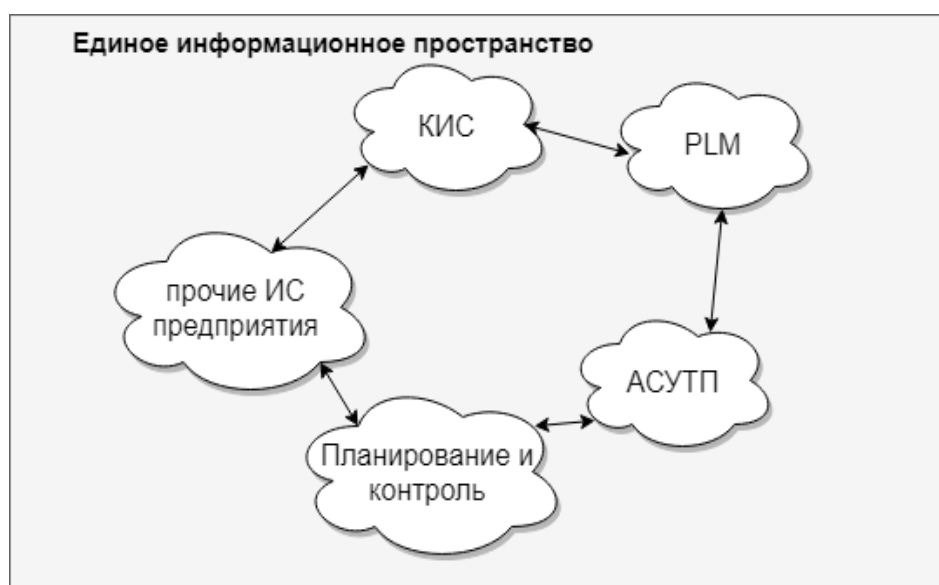 Единое информационное пространство
КИС
PLM
прочие ИС
предприятия
АСУТП
Планирование и
контроль